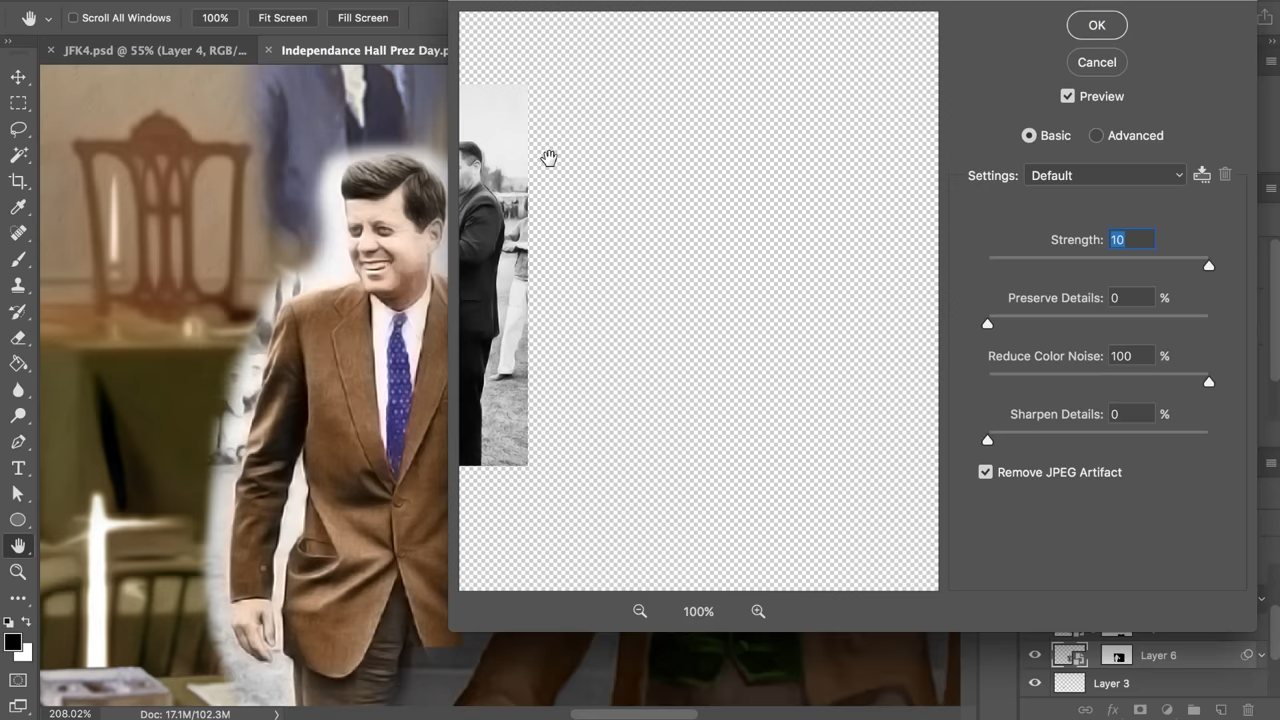 Scroll All Windows 100% Fit Screen Fill Screen
JFK4.psd @ 55% (Layer 4, RGB/... Independance Hall Prez Day.p
OK
Cancel
Preview
Basic Advanced
Settings: Default
Strength: 10
Preserve Details: 0 %
Reduce Color Noise: 100 %
Sharpen Details: 0 %
Remove JPEG Artifact
100%
Layer 6
Layer 3
fx
208.02% Doc: 17.1M/102.3M